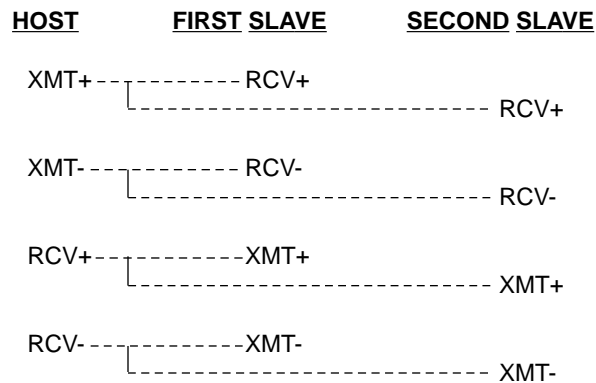 HOST FIRST SLAVE SECOND SLAVE
XMT+ RCV+
RCV+
XMT- RCV-
RCV-
RCV+ XMT+
XMT+
RCV- XMT-
XMT-